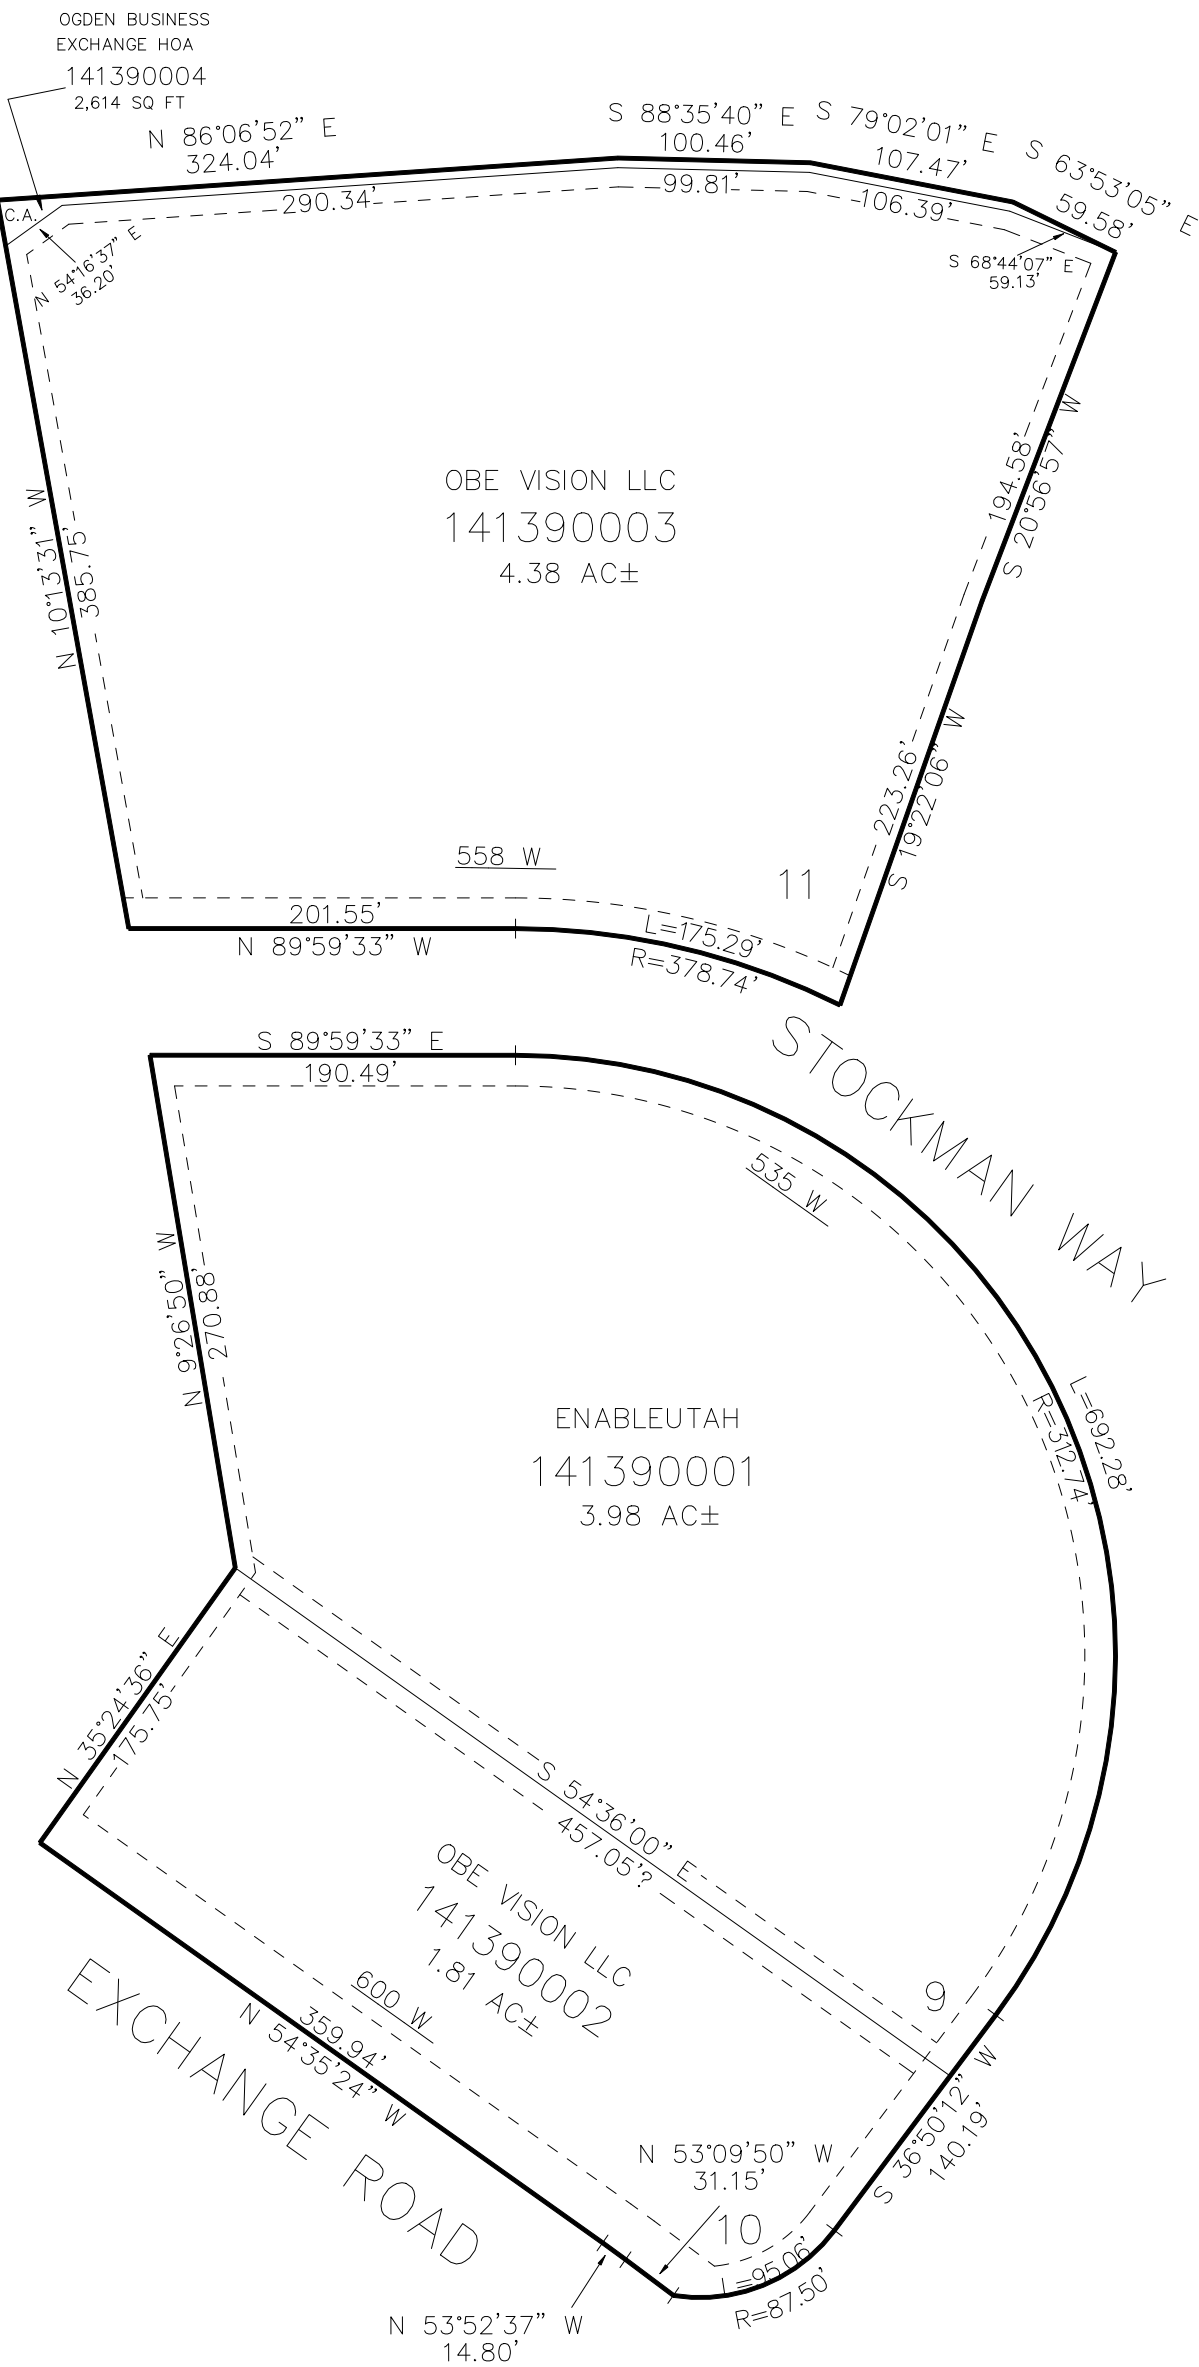 OGDEN BUSINESS
EXCHANGE HOA
141390004
2,614 SQ FT
N 86°06'52" E
324.04'
S 88°35'40" E
100.46'
S 79°02'01" E
107.47'
S 63°53'05" E
59.58'
C.A.
290.34'
99.81'
106.39'
N 54°16'37" E
36.20'
S 68°44'07" E
59.13'
OBE VISION LLC
141390003
4.38 AC±
N 10°13'31" W
385.75'
194.58'
S 20°56'57" W
223.26'
S 19°22'06" W
558 W
11
201.55'
N 89°59'33" W
L=175.29'
R=378.74'
STOCKMAN WAY
S 89°59'33" E
190.49'
535 W
N 9°26'50" W
270.88'
L=692.28'
R=312.74'
ENABLEUTAH
141390001
3.98 AC±
N 35°24'36" E
175.75'
S 54°36'00" E
457.05'?
OBE VISION LLC
141390002
1.81 AC±
9
600 W
359.94'
N 54°35'24" W
EXCHANGE ROAD
S 36°50'12" W
140.19'
N 53°09'50" W
31.15'
10
L=95.06'
R=87.50'
N 53°52'37" W
14.80'